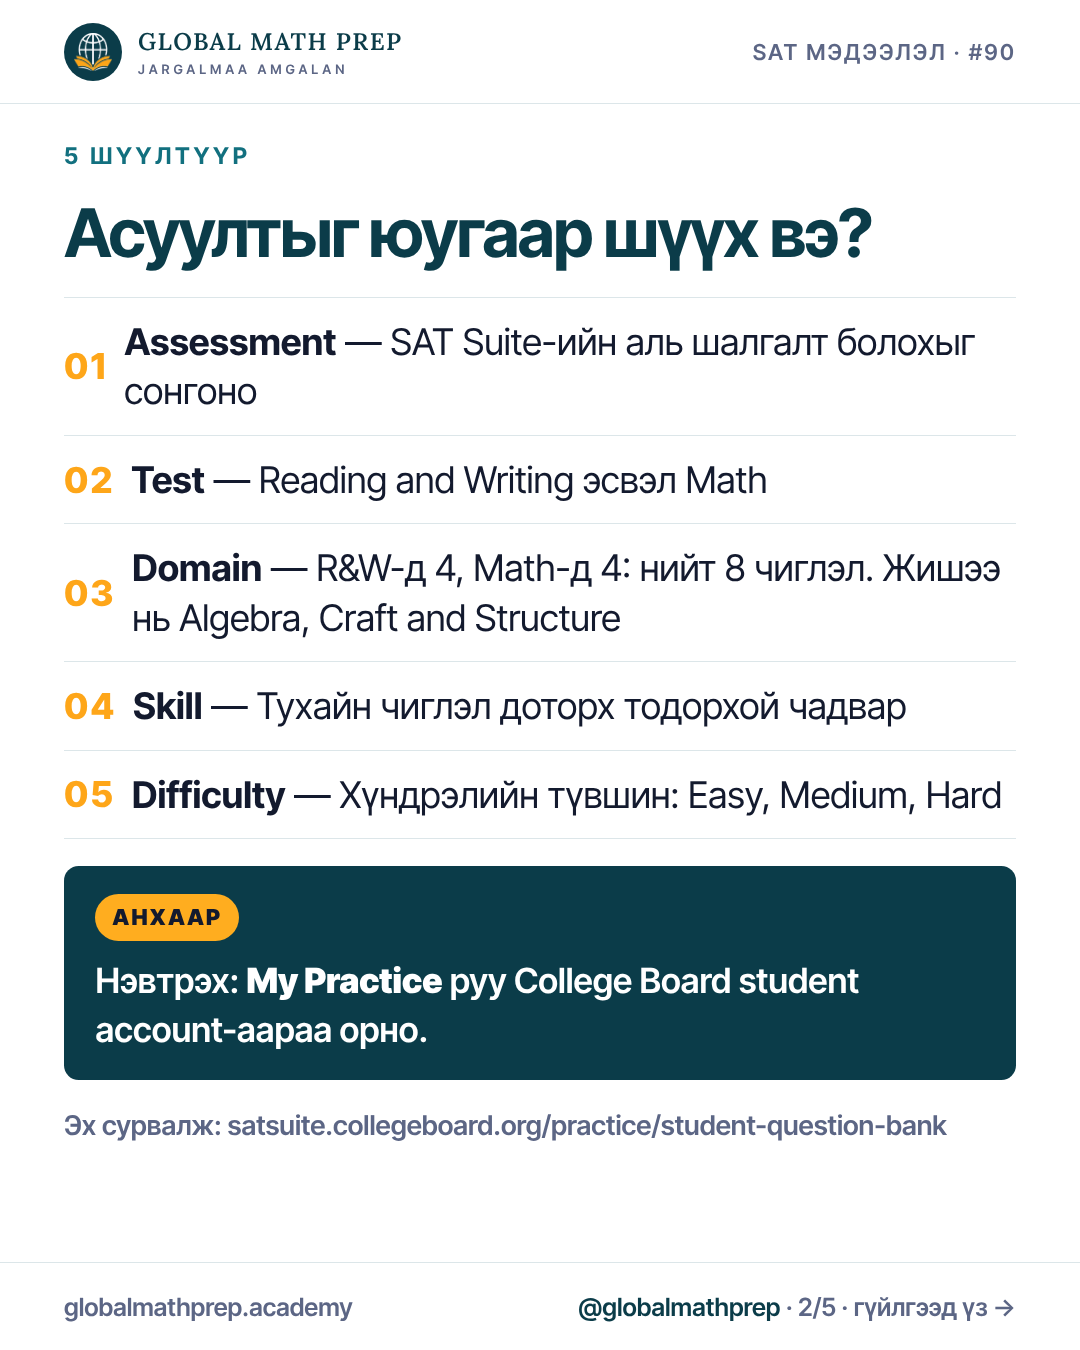 GLOBAL MATH PREP
JARGALMAA AMGALAN
SAT МЭДЭЭЛЭЛ · #90
5 ШҮҮЛТҮҮР
Асуултыг юугаар шүүх вэ?
01 Assessment — SAT Suite-ийн аль шалгалт болохыг
сонгоно
02 Test — Reading and Writing эсвэл Math
03 Domain — R&W-д 4, Math-д 4: нийт 8 чиглэл. Жишээ
нь Algebra, Craft and Structure
04 Skill — Тухайн чиглэл доторх тодорхой чадвар
05 Difficulty — Хүндрэлийн түвшин: Easy, Medium, Hard
АНХААР
Нэвтрэх: My Practice руу College Board student
account-аараа орно.
Эх сурвалж: satsuite.collegeboard.org/practice/student-question-bank
globalmathprep.academy
@globalmathprep · 2/5 · гүйлгээд үз →